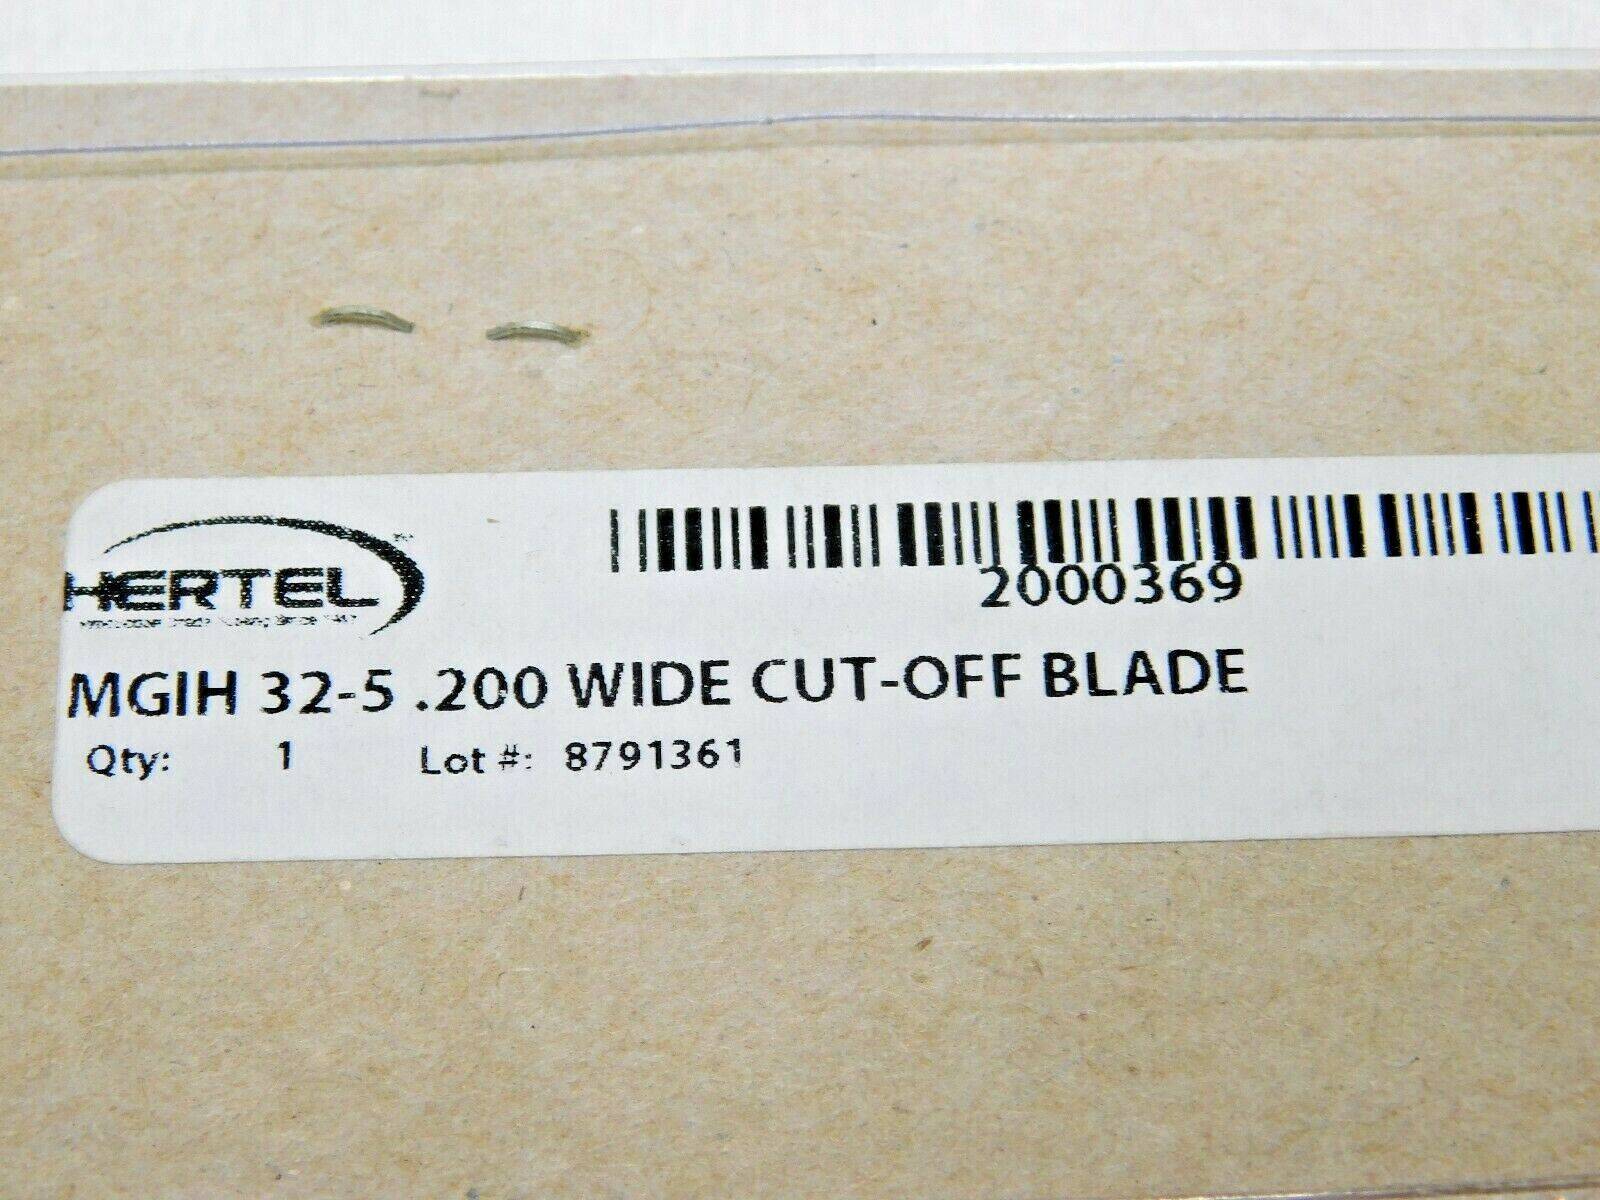 HERTEL
2000369
MGIH 32-5 .200 WIDE CUT-OFF BLADE
Qty: 1 Lot #: 8791361